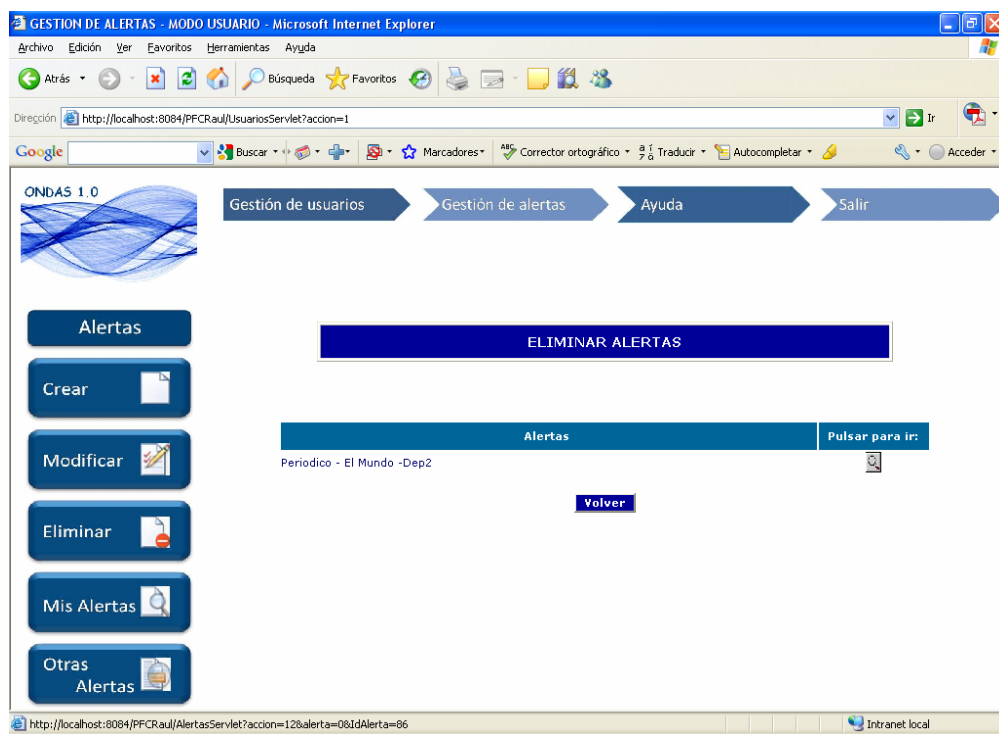 GESTION DE ALERTAS - MODO USUARIO - Microsoft Internet Explorer
Archivo Edición Ver Favoritos Herramientas Ayuda
Atrás Búsqueda Favoritos
Dirección http://localhost:8084/PFCRaul/UsuariosServlet?accion=1 Ir
Google Buscar Marcadores Corrector ortográfico Traducir Autocompletar Acceder
ONDAS 1.0
Gestión de usuarios Gestión de alertas Ayuda Salir
Alertas
ELIMINAR ALERTAS
Crear
Alertas Pulsar para ir:
Modificar
Periodico - El Mundo -Dep2
Volver
Eliminar
Mis Alertas
Otras
Alertas
http://localhost:8084/PFCRaul/AlertasServlet?accion=12&alerta=0&IdAlerta=86 Intranet local